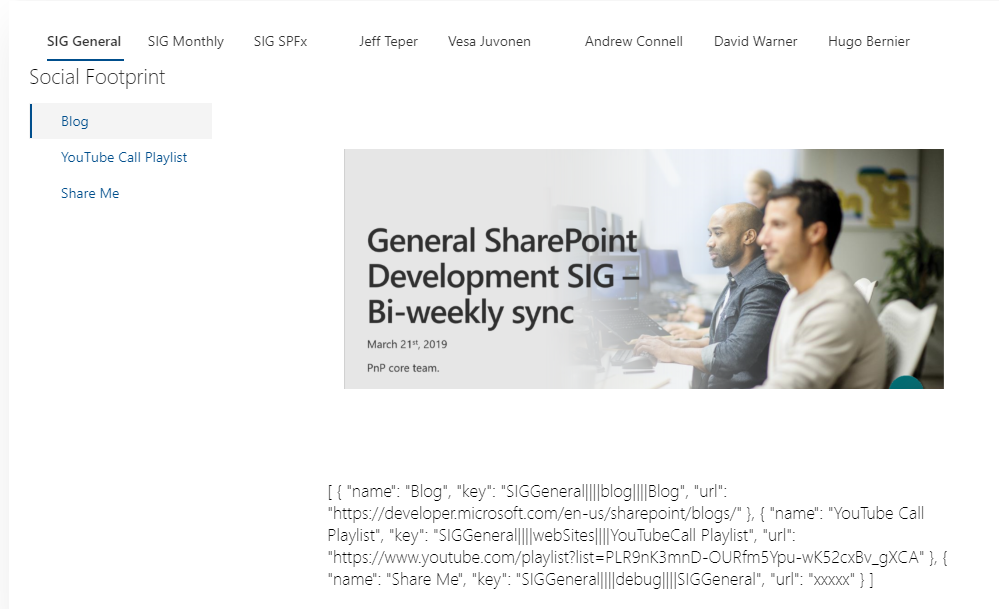 SIG General SIG Monthly SIG SPFx Jeff Teper Vesa Juvonen Andrew Connell David Warner Hugo Bernier
Social Footprint
Blog
YouTube Call Playlist
Share Me
General SharePoint
Development SIG –
Bi-weekly sync
March 21st, 2019
PnP core team.
[ { "name": "Blog", "key": "SIGGeneral||||blog||||Blog", "url":
"https://developer.microsoft.com/en-us/sharepoint/blogs/" }, { "name": "YouTube Call
Playlist", "key": "SIGGeneral||||webSites||||YouTubeCall Playlist", "url":
"https://www.youtube.com/playlist?list=PLR9nK3mnD-OURfm5Ypu-wK52cxBv_gXCA" }, {
"name": "Share Me", "key": "SIGGeneral||||debug||||SIGGeneral", "url": "xxxxx" } ]